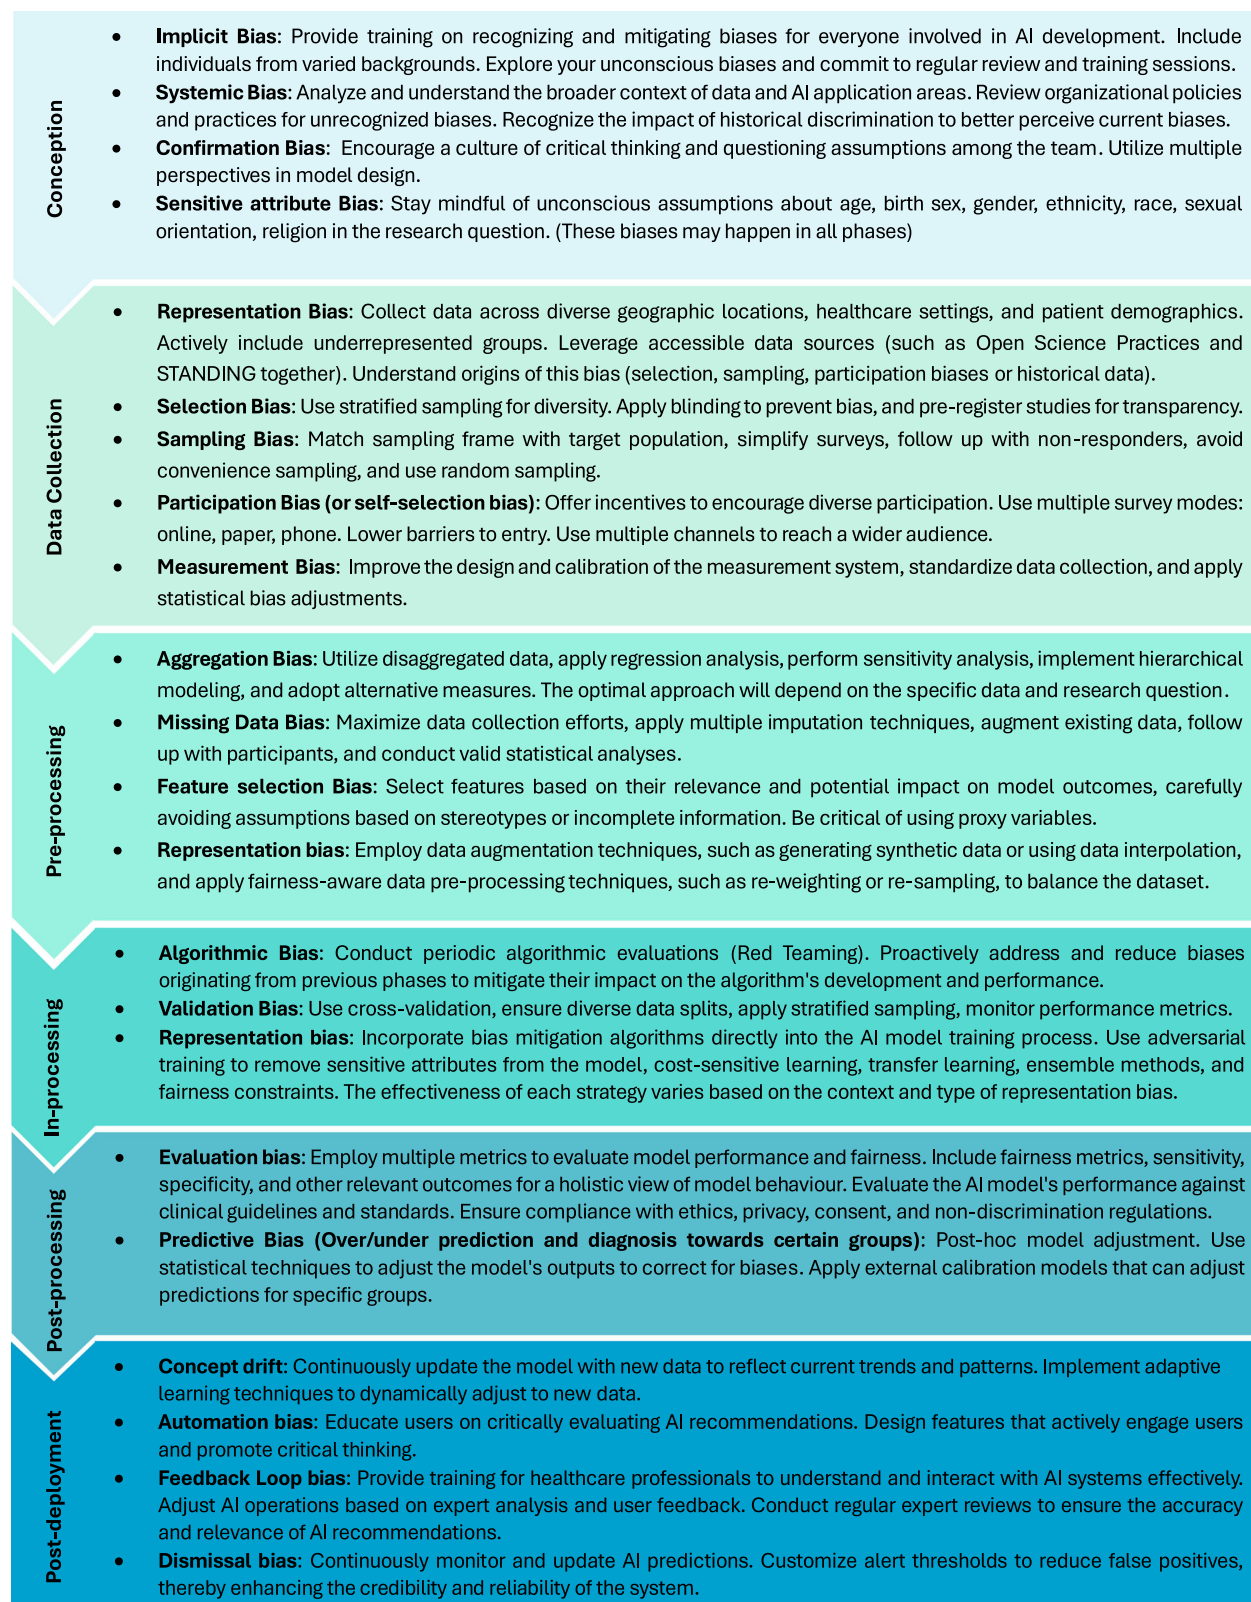 Conception
• Implicit Bias: Provide training on recognizing and mitigating biases for everyone involved in AI development. Include
individuals from varied backgrounds. Explore your unconscious biases and commit to regular review and training sessions.
• Systemic Bias: Analyze and understand the broader context of data and AI application areas. Review organizational policies
and practices for unrecognized biases. Recognize the impact of historical discrimination to better perceive current biases.
• Confirmation Bias: Encourage a culture of critical thinking and questioning assumptions among the team. Utilize multiple
perspectives in model design.
• Sensitive attribute Bias: Stay mindful of unconscious assumptions about age, birth sex, gender, ethnicity, race, sexual
orientation, religion in the research question. (These biases may happen in all phases)
Data Collection
• Representation Bias: Collect data across diverse geographic locations, healthcare settings, and patient demographics.
Actively include underrepresented groups. Leverage accessible data sources (such as Open Science Practices and
STANDING together). Understand origins of this bias (selection, sampling, participation biases or historical data).
• Selection Bias: Use stratified sampling for diversity. Apply blinding to prevent bias, and pre-register studies for transparency.
• Sampling Bias: Match sampling frame with target population, simplify surveys, follow up with non-responders, avoid
convenience sampling, and use random sampling.
• Participation Bias (or self-selection bias): Offer incentives to encourage diverse participation. Use multiple survey modes:
online, paper, phone. Lower barriers to entry. Use multiple channels to reach a wider audience.
• Measurement Bias: Improve the design and calibration of the measurement system, standardize data collection, and apply
statistical bias adjustments.
Pre-processing
• Aggregation Bias: Utilize disaggregated data, apply regression analysis, perform sensitivity analysis, implement hierarchical
modeling, and adopt alternative measures. The optimal approach will depend on the specific data and research question.
• Missing Data Bias: Maximize data collection efforts, apply multiple imputation techniques, augment existing data, follow
up with participants, and conduct valid statistical analyses.
• Feature selection Bias: Select features based on their relevance and potential impact on model outcomes, carefully
avoiding assumptions based on stereotypes or incomplete information. Be critical of using proxy variables.
• Representation bias: Employ data augmentation techniques, such as generating synthetic data or using data interpolation,
and apply fairness-aware data pre-processing techniques, such as re-weighting or re-sampling, to balance the dataset.
In-processing
• Algorithmic Bias: Conduct periodic algorithmic evaluations (Red Teaming). Proactively address and reduce biases
originating from previous phases to mitigate their impact on the algorithm's development and performance.
• Validation Bias: Use cross-validation, ensure diverse data splits, apply stratified sampling, monitor performance metrics.
• Representation bias: Incorporate bias mitigation algorithms directly into the AI model training process. Use adversarial
training to remove sensitive attributes from the model, cost-sensitive learning, transfer learning, ensemble methods, and
fairness constraints. The effectiveness of each strategy varies based on the context and type of representation bias.
Post-processing
• Evaluation bias: Employ multiple metrics to evaluate model performance and fairness. Include fairness metrics, sensitivity,
specificity, and other relevant outcomes for a holistic view of model behaviour. Evaluate the AI model's performance against
clinical guidelines and standards. Ensure compliance with ethics, privacy, consent, and non-discrimination regulations.
• Predictive Bias (Over/under prediction and diagnosis towards certain groups): Post-hoc model adjustment. Use
statistical techniques to adjust the model's outputs to correct for biases. Apply external calibration models that can adjust
predictions for specific groups.
Post-deployment
• Concept drift: Continuously update the model with new data to reflect current trends and patterns. Implement adaptive
learning techniques to dynamically adjust to new data.
• Automation bias: Educate users on critically evaluating AI recommendations. Design features that actively engage users
and promote critical thinking.
• Feedback Loop bias: Provide training for healthcare professionals to understand and interact with AI systems effectively.
Adjust AI operations based on expert analysis and user feedback. Conduct regular expert reviews to ensure the accuracy
and relevance of AI recommendations.
• Dismissal bias: Continuously monitor and update AI predictions. Customize alert thresholds to reduce false positives,
thereby enhancing the credibility and reliability of the system.